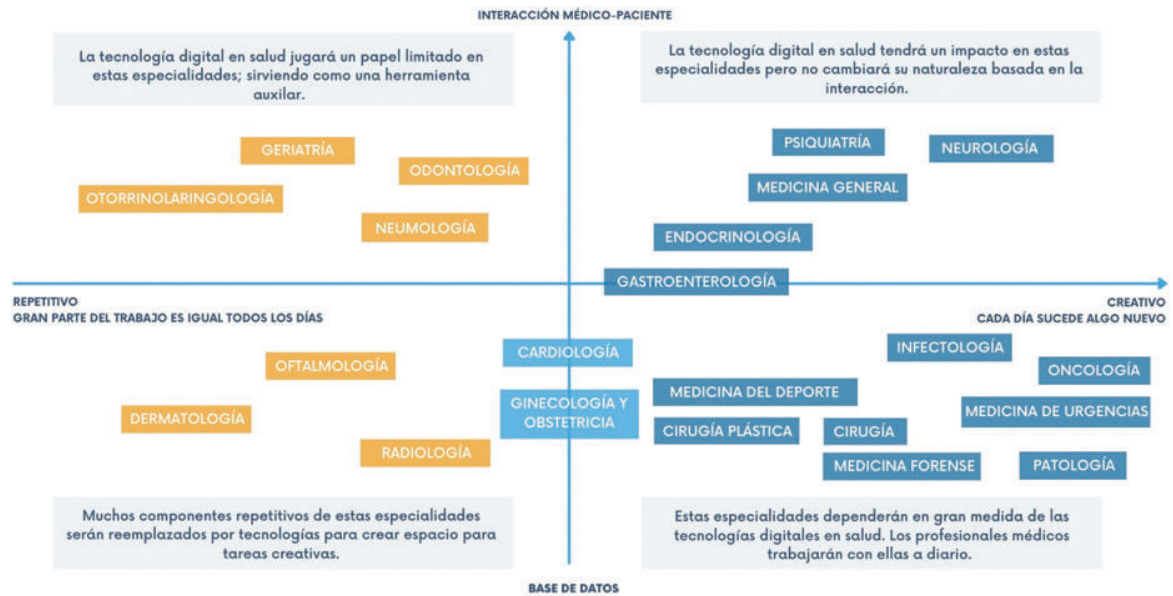 INTERACCIÓN MÉDICO-PACIENTE
La tecnología digital en salud jugará un papel limitado en
estas especialidades; sirviendo como una herramienta
auxilar.
La tecnología digital en salud tendrá un impacto en estas
especialidades pero no cambiará su naturaleza basada en la
interacción.
GERIATRÍA
ODONTOLOGÍA
OTORRINOLARINGOLOGÍA
NEUMOLOGÍA
PSIQUIATRÍA
NEUROLOGÍA
MEDICINA GENERAL
ENDOCRINOLOGÍA
GASTROENTEROLOGÍA
REPETITIVO
GRAN PARTE DEL TRABAJO ES IGUAL TODOS LOS DÍAS
CREATIVO
CADA DÍA SUCEDE ALGO NUEVO
OFTALMOLOGÍA
DERMATOLOGÍA
RADIOLOGÍA
CARDIOLOGÍA
GINECOLOGÍA Y
OBSTETRICIA
INFECTOLOGÍA
ONCOLOGÍA
MEDICINA DEL DEPORTE
MEDICINA DE URGENCIAS
CIRUGÍA PLÁSTICA
CIRUGÍA
MEDICINA FORENSE
PATOLOGÍA
Muchos componentes repetitivos de estas especialidades
serán reemplazados por tecnologías para crear espacio para
tareas creativas.
Estas especialidades dependerán en gran medida de las
tecnologías digitales en salud. Los profesionales médicos
trabajarán con ellas a diario.
BASE DE DATOS